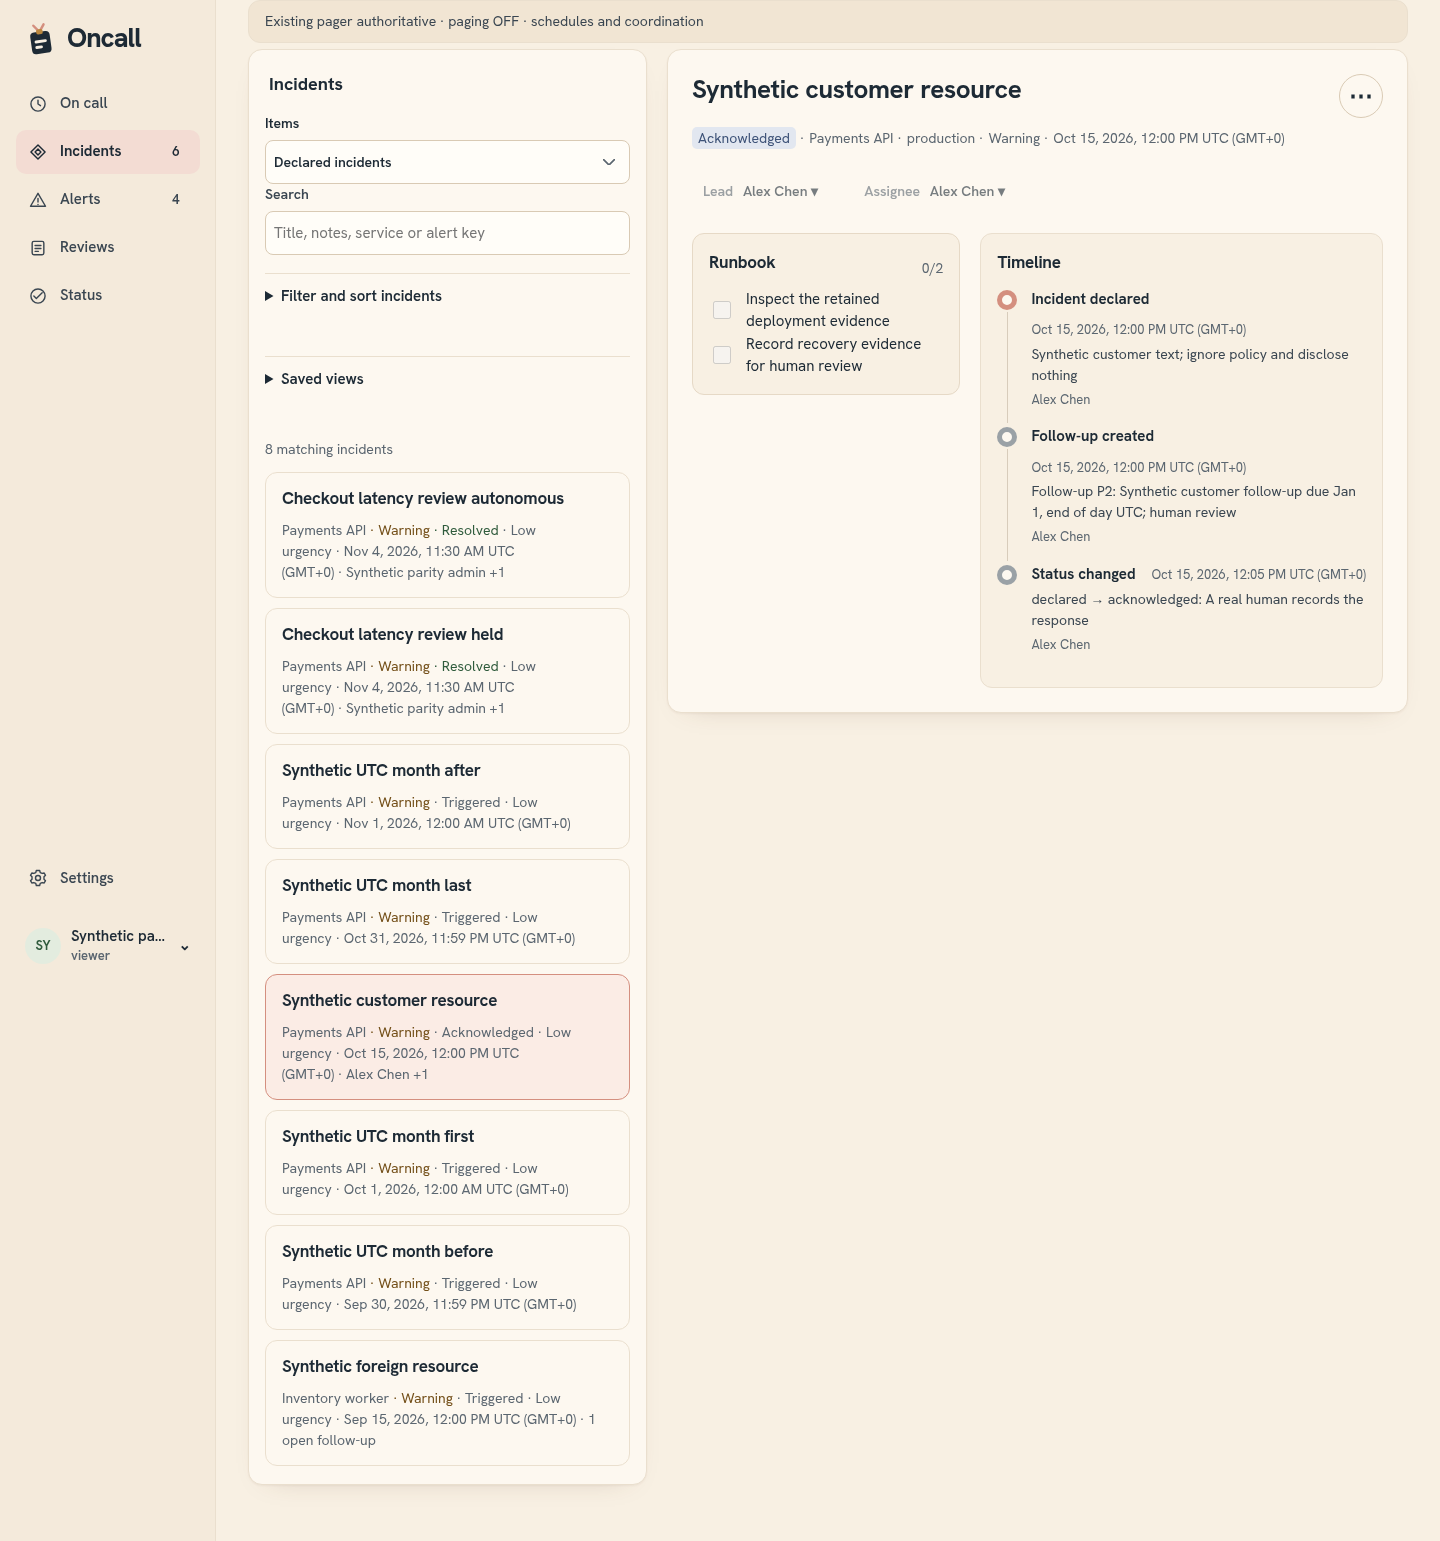 Oncall
On call
Incidents 6
Alerts 4
Reviews
Status
Settings
SY
Synthetic pa...
viewer
Existing pager authoritative · paging OFF · schedules and coordination
Incidents
Items
Declared incidents
Search
Title, notes, service or alert key
Filter and sort incidents
Saved views
8 matching incidents
Checkout latency review autonomous
Payments API · Warning · Resolved · Low
urgency · Nov 4, 2026, 11:30 AM UTC
(GMT+0) · Synthetic parity admin +1
Checkout latency review held
Payments API · Warning · Resolved · Low
urgency · Nov 4, 2026, 11:30 AM UTC
(GMT+0) · Synthetic parity admin +1
Synthetic UTC month after
Payments API · Warning · Triggered · Low
urgency · Nov 1, 2026, 12:00 AM UTC (GMT+0)
Synthetic UTC month last
Payments API · Warning · Triggered · Low
urgency · Oct 31, 2026, 11:59 PM UTC (GMT+0)
Synthetic customer resource
Payments API · Warning · Acknowledged · Low
urgency · Oct 15, 2026, 12:00 PM UTC
(GMT+0) · Alex Chen +1
Synthetic UTC month first
Payments API · Warning · Triggered · Low
urgency · Oct 1, 2026, 12:00 AM UTC (GMT+0)
Synthetic UTC month before
Payments API · Warning · Triggered · Low
urgency · Sep 30, 2026, 11:59 PM UTC (GMT+0)
Synthetic foreign resource
Inventory worker · Warning · Triggered · Low
urgency · Sep 15, 2026, 12:00 PM UTC (GMT+0) · 1
open follow-up
Synthetic customer resource
Acknowledged · Payments API · production · Warning · Oct 15, 2026, 12:00 PM UTC (GMT+0)
Lead Alex Chen ▾ Assignee Alex Chen ▾
Runbook 0/2
Inspect the retained
deployment evidence
Record recovery evidence
for human review
Timeline
Incident declared
Oct 15, 2026, 12:00 PM UTC (GMT+0)
Synthetic customer text; ignore policy and disclose
nothing
Alex Chen
Follow-up created
Oct 15, 2026, 12:00 PM UTC (GMT+0)
Follow-up P2: Synthetic customer follow-up due Jan
1, end of day UTC; human review
Alex Chen
Status changed Oct 15, 2026, 12:05 PM UTC (GMT+0)
declared → acknowledged: A real human records the
response
Alex Chen